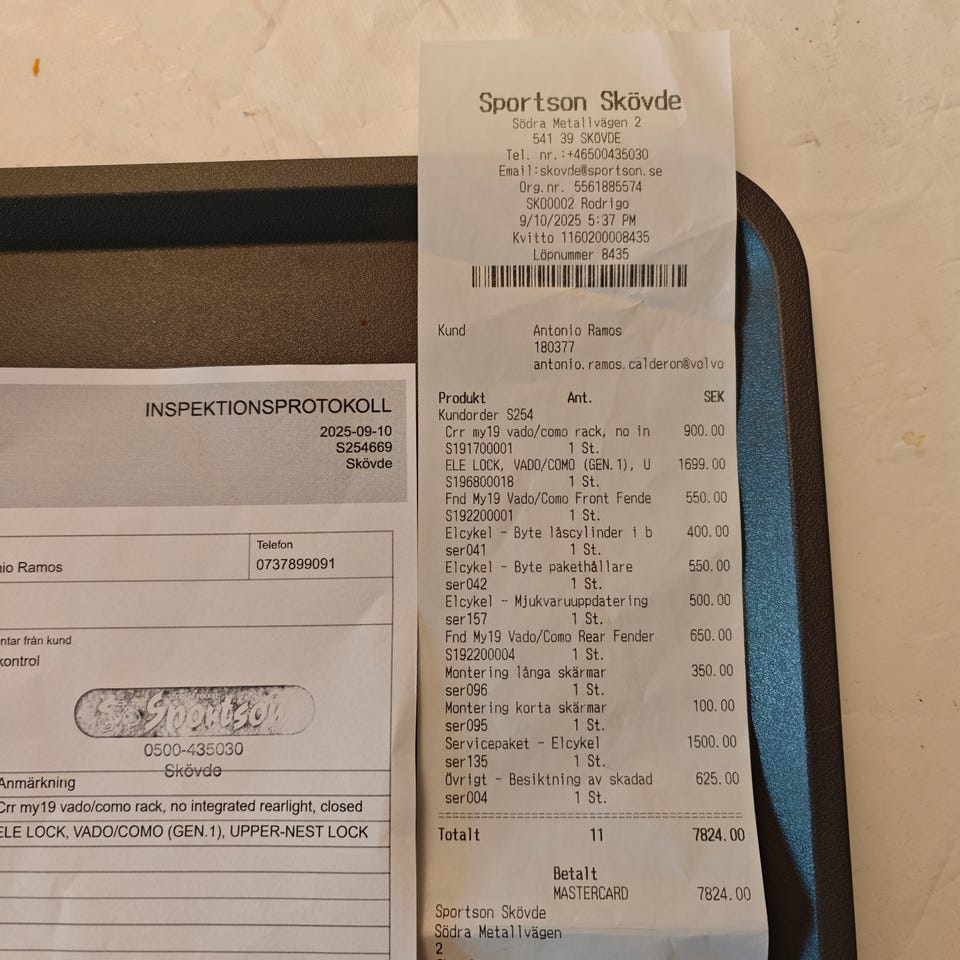 Sportson Skövde
Södra Metallvägen 2
541 39 SKÖVDE
Tel. nr.:+46500435030
Email:skovde@sportson.se
Org.nr. 5561885574
SK00002 Rodrigo
9/10/2025 5:37 PM
Kvitto 1160200008435
Löpnummer 8435
Kund Antonio Ramos
180377
antonio.ramos.calderon@volvo
Produkt Ant. SEK
Kundorder S254
Crr my19 vado/como rack, no in 900.00
S191700001 1 St.
ELE LOCK, VADO/COMO (GEN.1), U 1699.00
S196800018 1 St.
Fnd My19 Vado/Como Front Fende 550.00
S192200001 1 St.
Elcykel - Byte låscylinder i b 400.00
ser041 1 St.
Elcykel - Byte pakethållare 550.00
ser042 1 St.
Elcykel - Mjukvaruuppdatering 500.00
ser157 1 St.
Fnd My19 Vado/Como Rear Fender 650.00
S192200004 1 St.
Montering långa skärmar 350.00
ser096 1 St.
Montering korta skärmar 100.00
ser095 1 St.
Servicepaket - Elcykel 1500.00
ser135 1 St.
Övrigt - Besiktning av skadad 625.00
ser004 1 St.
Totalt 11 7824.00
Betalt
MASTERCARD 7824.00
Sportson Skövde
Södra Metallvägen
2
INSPEKTIONSPROTOKOLL
2025-09-10
S254669
Skövde
nio Ramos
Telefon
0737899091
ntar från kund
kontrol
Sportson
0500-435030
Skövde
Anmärkning
Crr my19 vado/como rack, no integrated rearlight, closed
ELE LOCK, VADO/COMO (GEN.1), UPPER-NEST LOCK